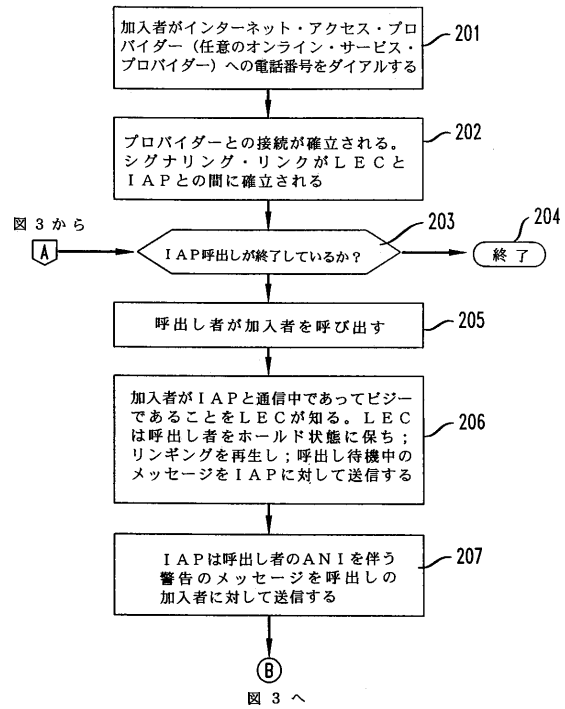 加入者がインターネット・アクセス・プロ
バイダー（任意のオンライン・サービス・
プロバイダー）への電話番号をダイアルする
201
プロバイダーとの接続が確立される。
シグナリング・リンクがＬＥＣと
ＩＡＰとの間に確立される
202
図３から
A
ＩＡＰ呼出しが終了しているか？
203
終了
204
呼出し者が加入者を呼び出す
205
加入者がＩＡＰと通信中であってビジー
であることをＬＥＣが知る。ＬＥＣ
は呼出し者をホールド状態に保ち；
リンギングを再生し；呼出し待機中の
メッセージをＩＡＰに対して送信する
206
ＩＡＰは呼出し者のＡＮＩを伴う
警告のメッセージを呼出しの
加入者に対して送信する
207
B
図３へ